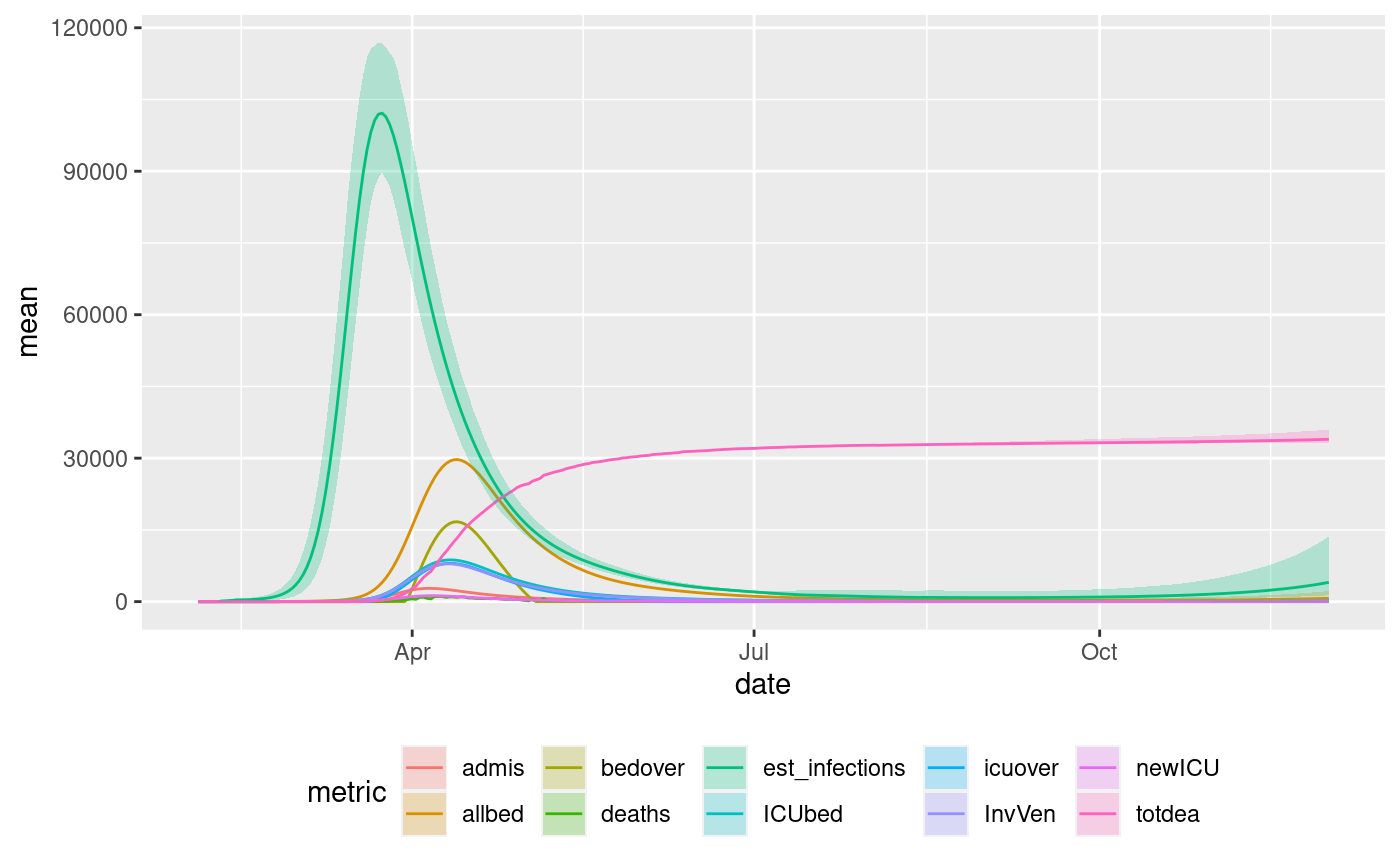 120000
90000
60000
30000
0
mean
Apr Jul Oct
date
metric
admis bedover est_infections icuover newICU
allbed deaths ICUbed InvVen totdea